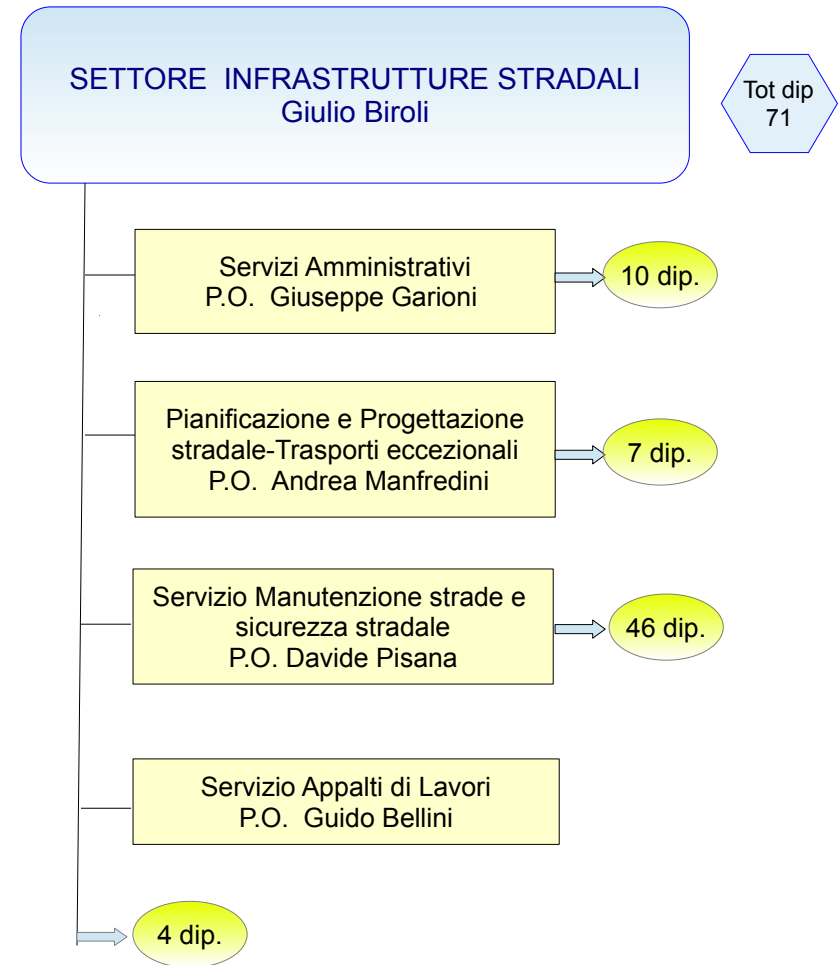 SETTORE INFRASTRUTTURE STRADALI
Giulio Biroli
Tot dip
71
Servizi Amministrativi
P.O. Giuseppe Garioni
10 dip.
Pianificazione e Progettazione
stradale-Trasporti eccezionali
P.O. Andrea Manfredini
7 dip.
Servizio Manutenzione strade e
sicurezza stradale
P.O. Davide Pisana
46 dip.
Servizio Appalti di Lavori
P.O. Guido Bellini
4 dip.